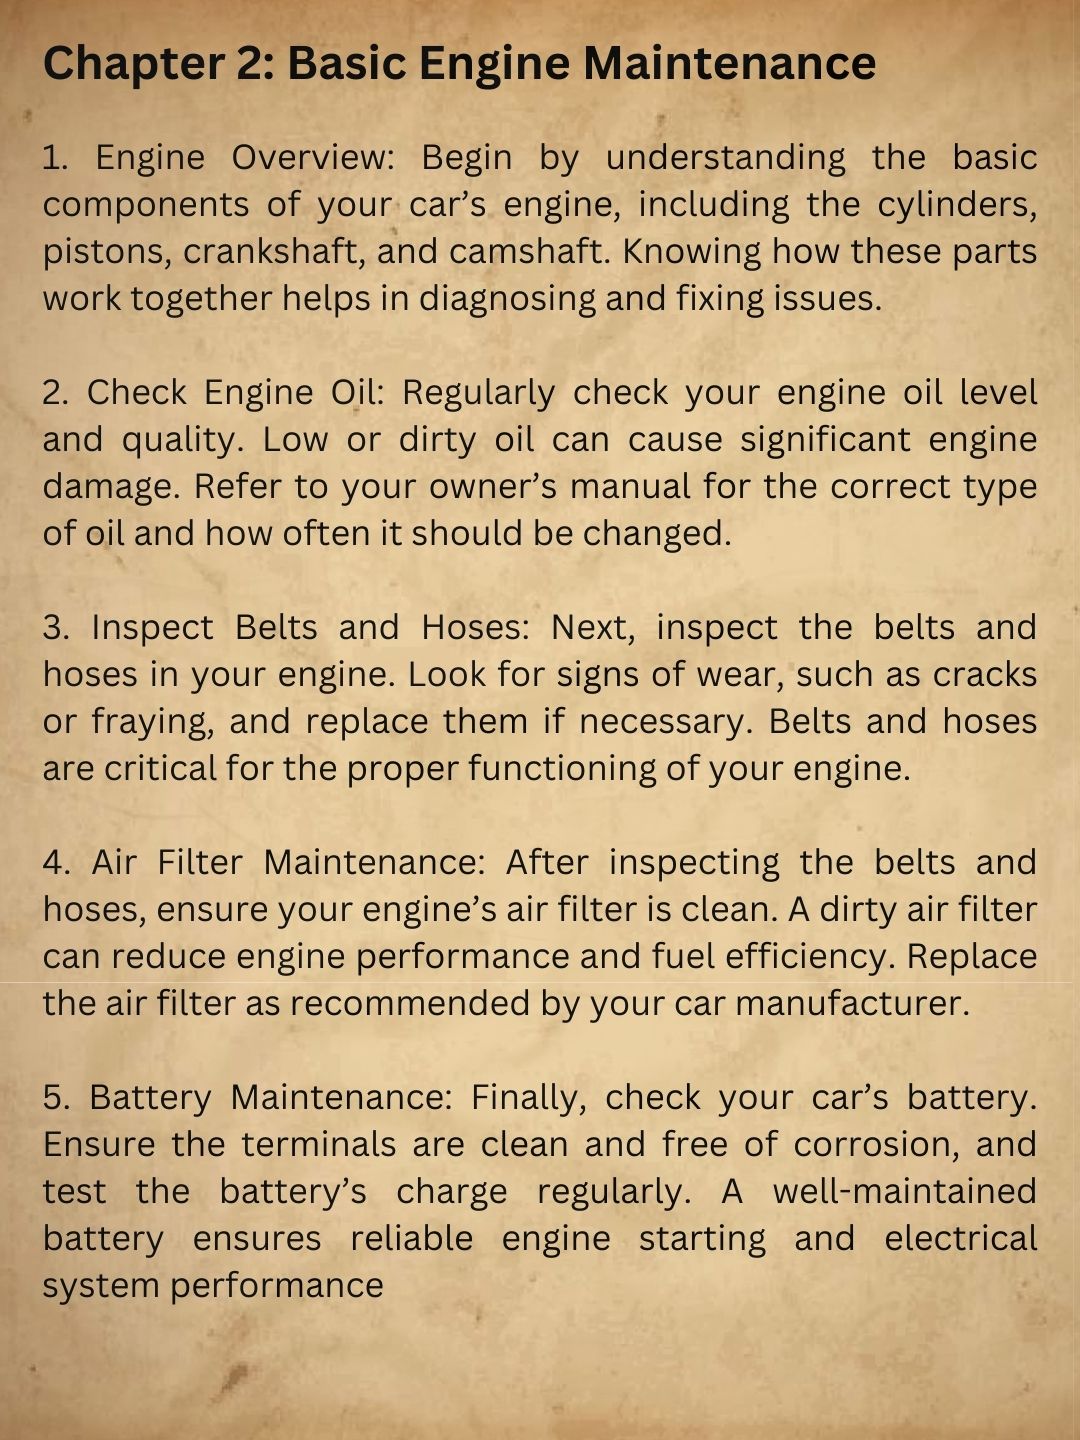 Chapter 2: Basic Engine Maintenance
1. Engine Overview: Begin by understanding the basic
components of your car’s engine, including the cylinders,
pistons, crankshaft, and camshaft. Knowing how these parts
work together helps in diagnosing and fixing issues.
2. Check Engine Oil: Regularly check your engine oil level
and quality. Low or dirty oil can cause significant engine
damage. Refer to your owner’s manual for the correct type
of oil and how often it should be changed.
3. Inspect Belts and Hoses: Next, inspect the belts and
hoses in your engine. Look for signs of wear, such as cracks
or fraying, and replace them if necessary. Belts and hoses
are critical for the proper functioning of your engine.
4. Air Filter Maintenance: After inspecting the belts and
hoses, ensure your engine’s air filter is clean. A dirty air filter
can reduce engine performance and fuel efficiency. Replace
the air filter as recommended by your car manufacturer.
5. Battery Maintenance: Finally, check your car’s battery.
Ensure the terminals are clean and free of corrosion, and
test the battery’s charge regularly. A well-maintained
battery ensures reliable engine starting and electrical
system performance